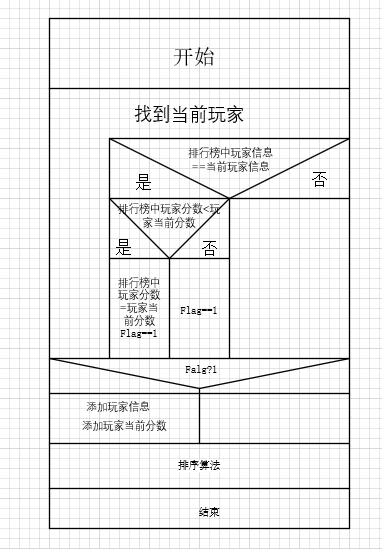 开始
找到当前玩家
排行榜中玩家信息
==当前玩家信息
是
否
排行榜中玩家分数<玩
家当前分数
是
否
排行榜中
玩家分数
=玩家当
前分数
Flag==1
Flag==1
Falg?1
添加玩家信息
添加玩家当前分数
排序算法
结束